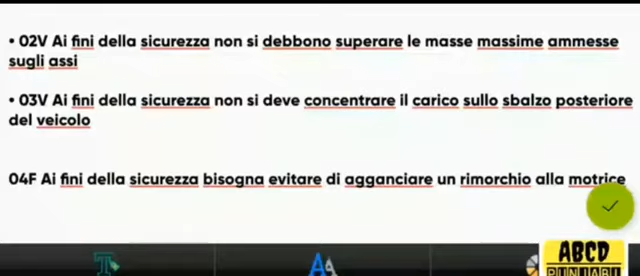 • 02V Ai fini della sicurezza non si debbono superare le masse massime ammesse
sugli assi
• 03V Ai fini della sicurezza non si deve concentrare il carico sullo sbalzo posteriore
del veicolo
04F Ai fini della sicurezza bisogna evitare di agganciare un rimorchio alla motrice
ABCD
PUNJABI